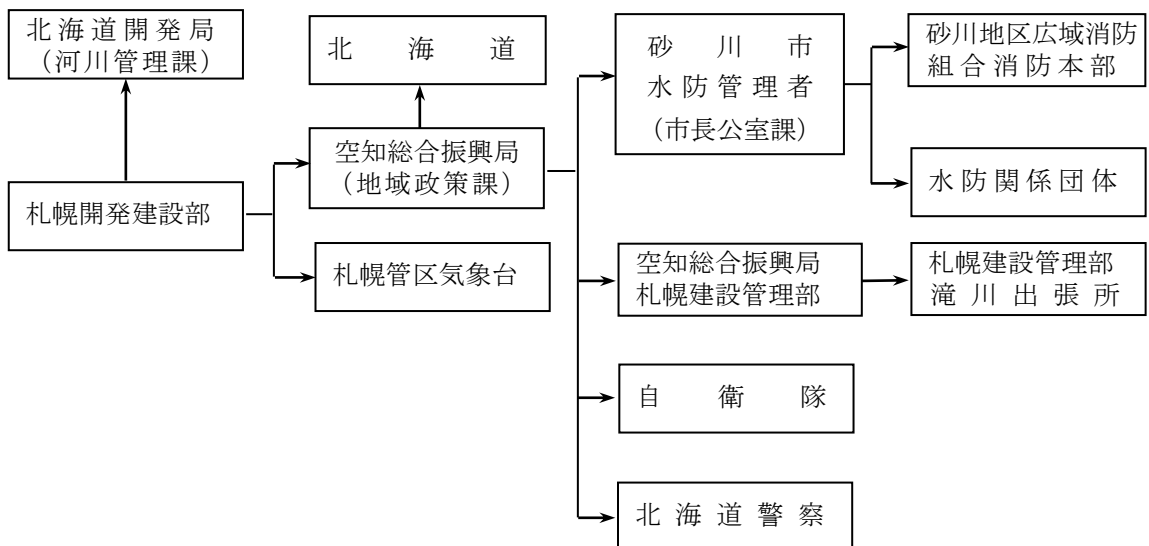 北海道開発局
（河川管理課）
札幌開発建設部
北海道
空知総合振興局
（地域政策課）
札幌管区気象台
砂川市
水防管理者
（市長公室課）
空知総合振興局
札幌建設管理部
自衛隊
北海道警察
砂川地区広域消防
組合消防本部
水防関係団体
札幌建設管理部
滝川出張所